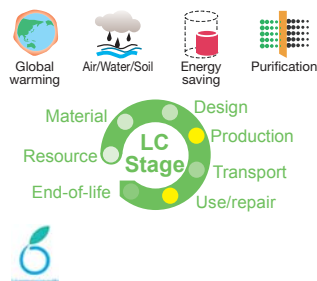 Global
warming
Air/Water/Soil
Energy
saving
Purification
Material
Design
Production
Resource
LC
Stage
Transport
End-of-life
Use/repair